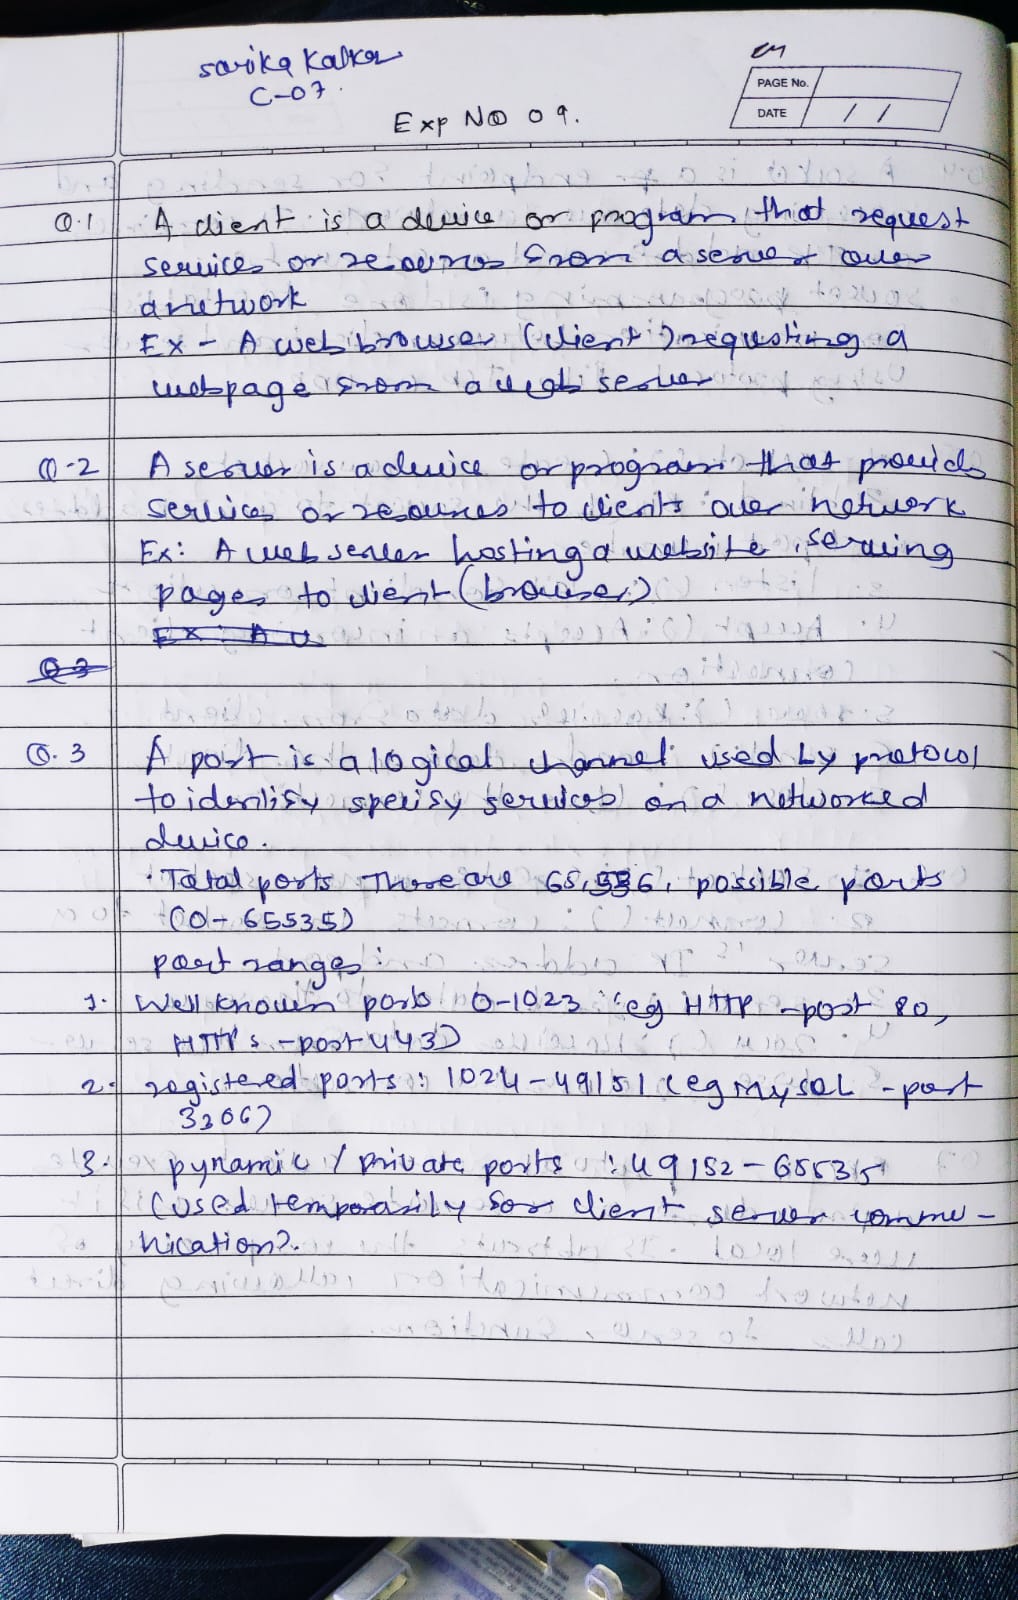 Sarika Kalkar
C-07.
PAGE No.
DATE / /
Exp NO 09.
Q.1 A client is a device or program that request
services or resources from a server over
a network
Ex - A web browser (client) requesting a
webpage from a web server
Q-2 A server is a device or program that provids
services or resources to clients over network
Ex: A web server hosting a website, serving
pages to client (browser)
Ex: A
Q3
Q.3 A port is a logical channel used by protocol
to identify specify services on a networked
device.
Total ports There are 65,536, possible ports
(0-65535)
port ranges:
1. Well known ports 0-1023 (eg HTTP -port 80,
HTTPs -port 443)
2. registered ports: 1024-49151 (eg MySQL -port
3306)
3. Dynamic / Private ports : 49152-65535
(used temporarily for client server commu-
nication).